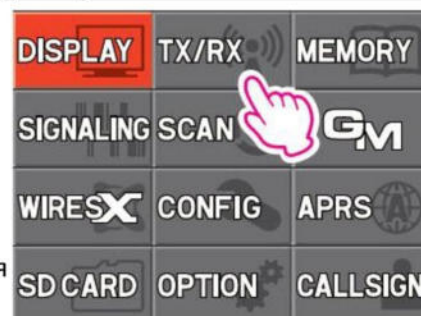 DISPLAY TX/RX MEMORY
SIGNALING SCAN GM
WIRESX CONFIG APRS
я
SD CARD OPTION CALLSIGN